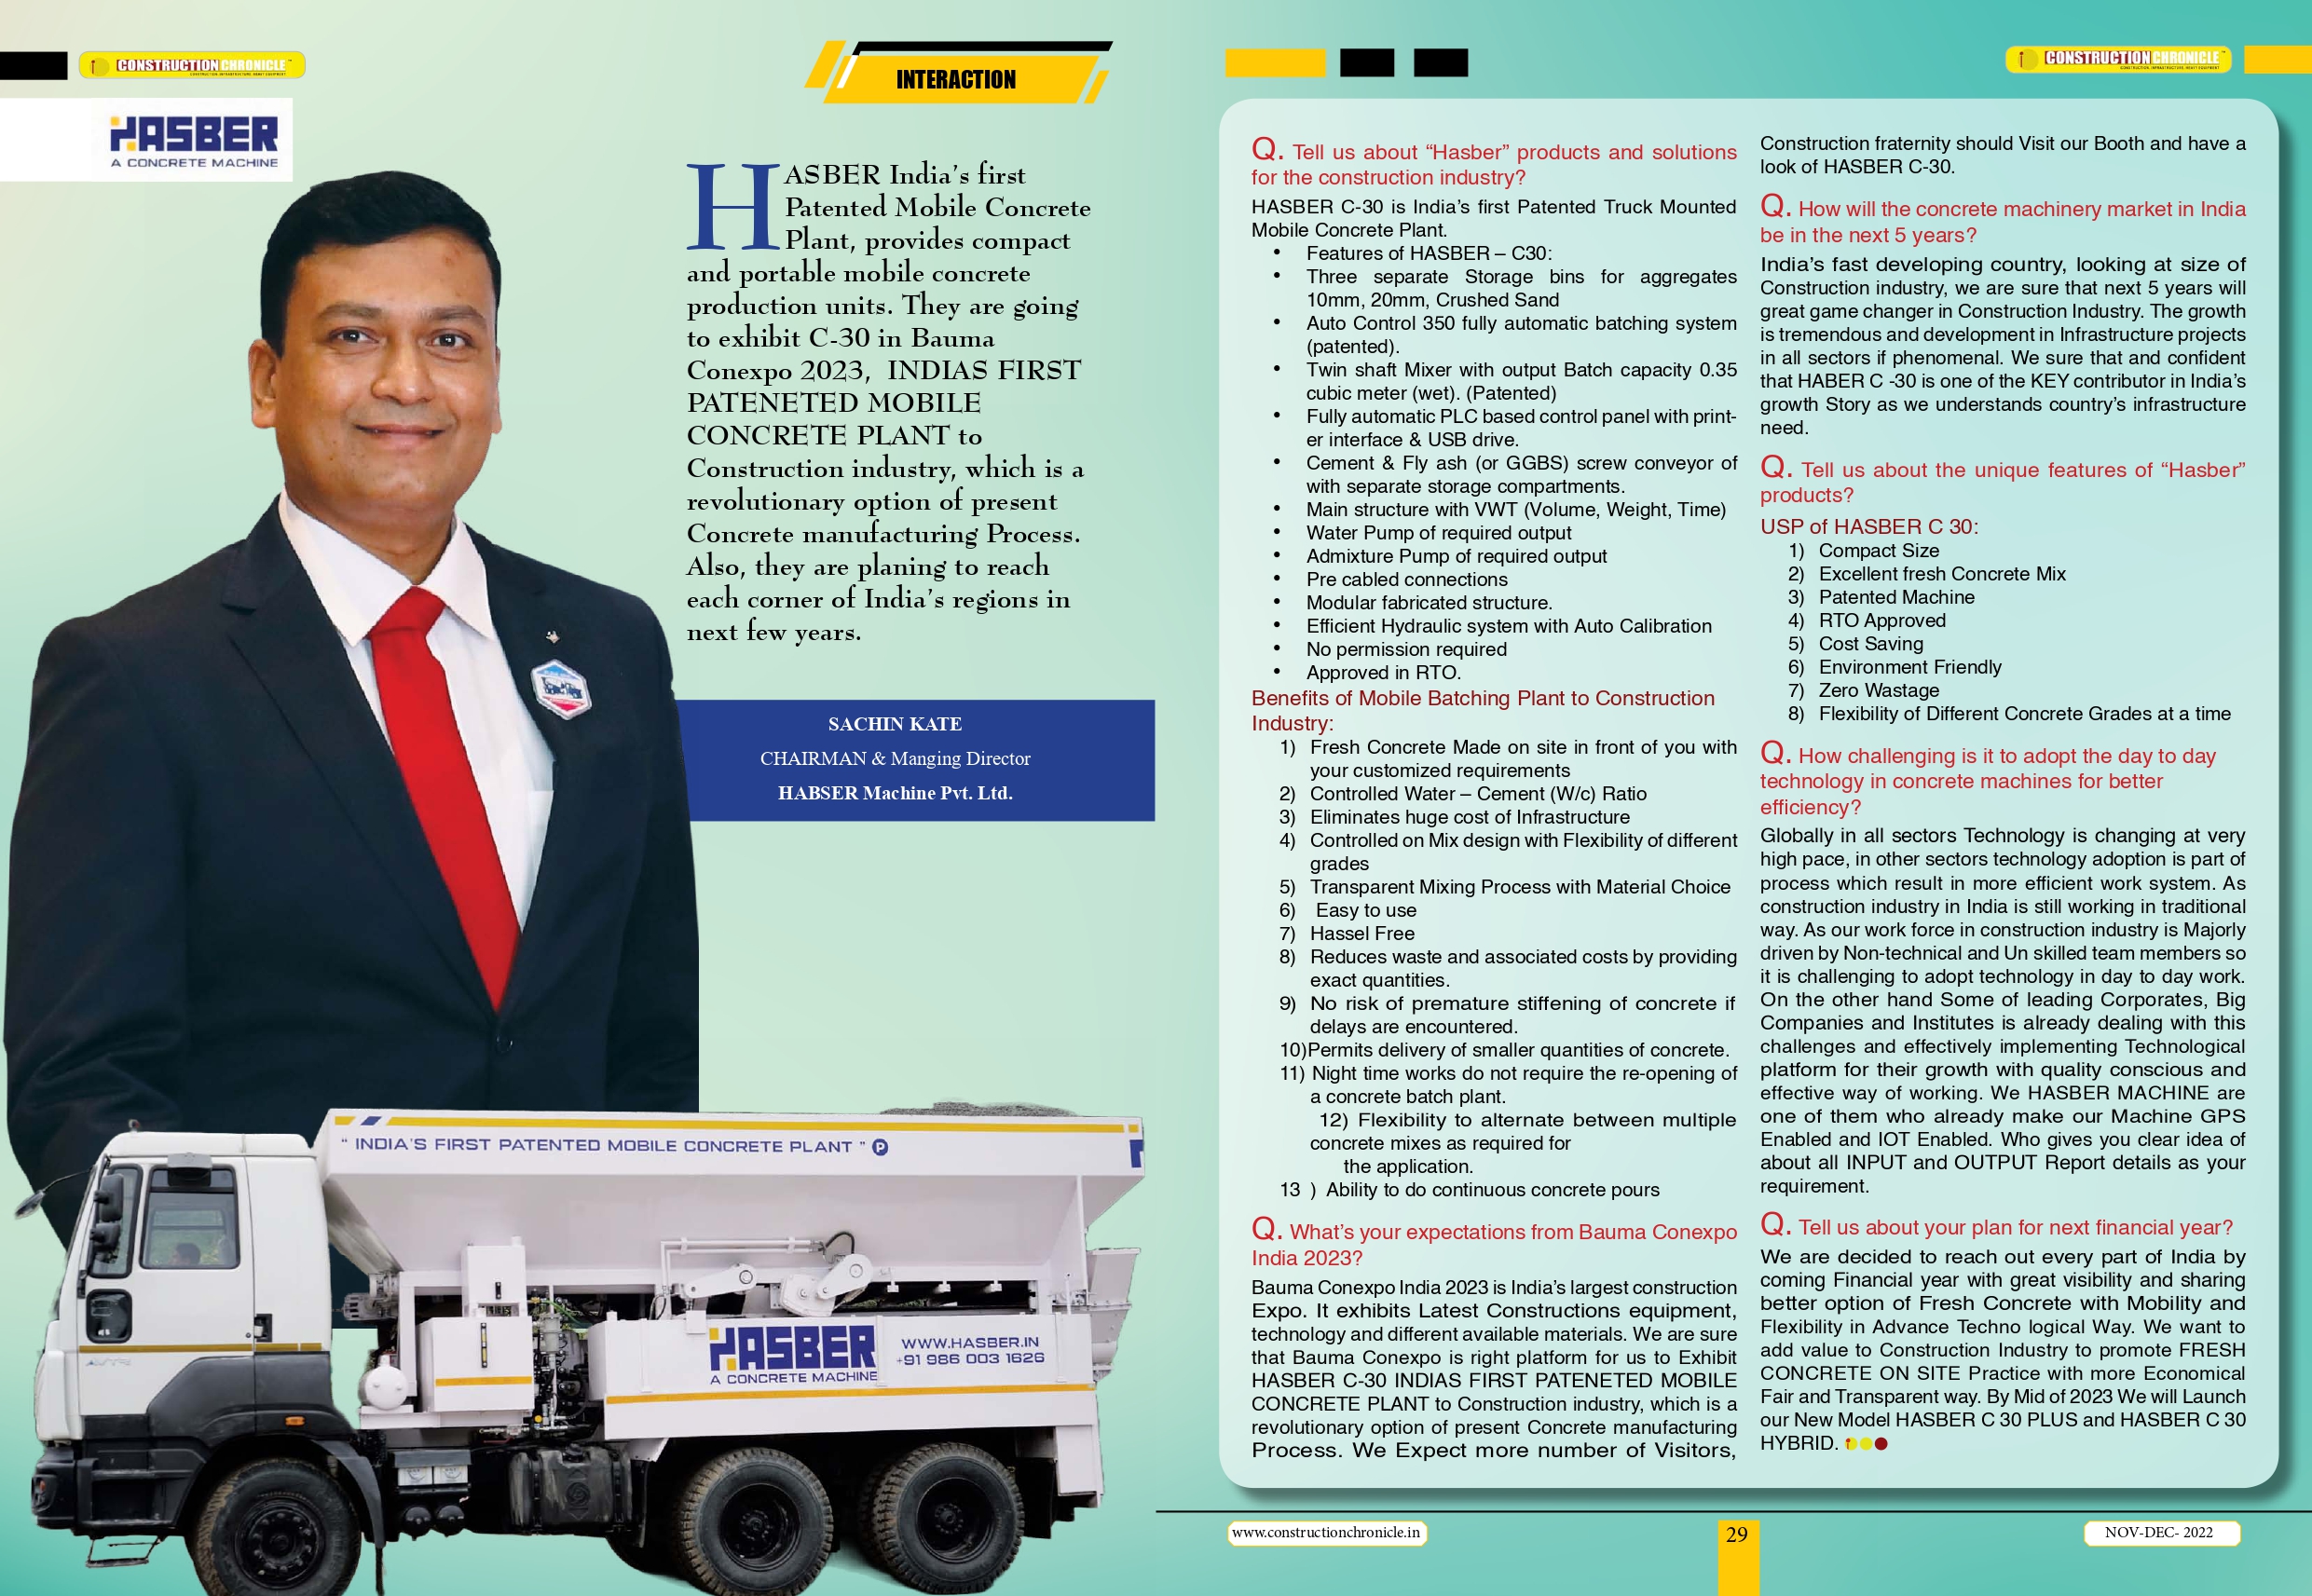 CONSTRUCTION CHRONICLE
INTERACTION
HASBER
A CONCRETE MACHINE
HASBER India’s first
Patented Mobile Concrete
Plant, provides compact
and portable mobile concrete
production units. They are going
to exhibit C-30 in Bauma
Conexpo 2023, INDIAS FIRST
PATENETED MOBILE
CONCRETE PLANT to
Construction industry, which is a
revolutionary option of present
Concrete manufacturing Process.
Also, they are planing to reach
each corner of India’s regions in
next few years.
SACHIN KATE
CHAIRMAN & Manging Director
HABSER Machine Pvt. Ltd.
“ INDIA’S FIRST PATENTED MOBILE CONCRETE PLANT ” P
HASBER
A CONCRETE MACHINE
WWW.HASBER.IN
+91 986 003 1626
CONSTRUCTION CHRONICLE
Q. Tell us about “Hasber” products and solutions
for the construction industry?
HASBER C-30 is India’s first Patented Truck Mounted
Mobile Concrete Plant.
• Features of HASBER – C30:
• Three separate Storage bins for aggregates
10mm, 20mm, Crushed Sand
• Auto Control 350 fully automatic batching system
(patented).
• Twin shaft Mixer with output Batch capacity 0.35
cubic meter (wet). (Patented)
• Fully automatic PLC based control panel with print-
er interface & USB drive.
• Cement & Fly ash (or GGBS) screw conveyor of
with separate storage compartments.
• Main structure with VWT (Volume, Weight, Time)
• Water Pump of required output
• Admixture Pump of required output
• Pre cabled connections
• Modular fabricated structure.
• Efficient Hydraulic system with Auto Calibration
• No permission required
• Approved in RTO.
Benefits of Mobile Batching Plant to Construction
Industry:
1) Fresh Concrete Made on site in front of you with
your customized requirements
2) Controlled Water – Cement (W/c) Ratio
3) Eliminates huge cost of Infrastructure
4) Controlled on Mix design with Flexibility of different
grades
5) Transparent Mixing Process with Material Choice
6) Easy to use
7) Hassel Free
8) Reduces waste and associated costs by providing
exact quantities.
9) No risk of premature stiffening of concrete if
delays are encountered.
10)Permits delivery of smaller quantities of concrete.
11) Night time works do not require the re-opening of
a concrete batch plant.
12) Flexibility to alternate between multiple
concrete mixes as required for
the application.
13 ) Ability to do continuous concrete pours
Q. What’s your expectations from Bauma Conexpo
India 2023?
Bauma Conexpo India 2023 is India’s largest construction
Expo. It exhibits Latest Constructions equipment,
technology and different available materials. We are sure
that Bauma Conexpo is right platform for us to Exhibit
HASBER C-30 INDIAS FIRST PATENETED MOBILE
CONCRETE PLANT to Construction industry, which is a
revolutionary option of present Concrete manufacturing
Process. We Expect more number of Visitors,
Construction fraternity should Visit our Booth and have a
look of HASBER C-30.
Q. How will the concrete machinery market in India
be in the next 5 years?
India’s fast developing country, looking at size of
Construction industry, we are sure that next 5 years will
great game changer in Construction Industry. The growth
is tremendous and development in Infrastructure projects
in all sectors if phenomenal. We sure that and confident
that HABER C -30 is one of the KEY contributor in India’s
growth Story as we understands country’s infrastructure
need.
Q. Tell us about the unique features of “Hasber”
products?
USP of HASBER C 30:
1) Compact Size
2) Excellent fresh Concrete Mix
3) Patented Machine
4) RTO Approved
5) Cost Saving
6) Environment Friendly
7) Zero Wastage
8) Flexibility of Different Concrete Grades at a time
Q. How challenging is it to adopt the day to day
technology in concrete machines for better
efficiency?
Globally in all sectors Technology is changing at very
high pace, in other sectors technology adoption is part of
process which result in more efficient work system. As
construction industry in India is still working in traditional
way. As our work force in construction industry is Majorly
driven by Non-technical and Un skilled team members so
it is challenging to adopt technology in day to day work.
On the other hand Some of leading Corporates, Big
Companies and Institutes is already dealing with this
challenges and effectively implementing Technological
platform for their growth with quality conscious and
effective way of working. We HASBER MACHINE are
one of them who already make our Machine GPS
Enabled and IOT Enabled. Who gives you clear idea of
about all INPUT and OUTPUT Report details as your
requirement.
Q. Tell us about your plan for next financial year?
We are decided to reach out every part of India by
coming Financial year with great visibility and sharing
better option of Fresh Concrete with Mobility and
Flexibility in Advance Techno logical Way. We want to
add value to Construction Industry to promote FRESH
CONCRETE ON SITE Practice with more Economical
Fair and Transparent way. By Mid of 2023 We will Launch
our New Model HASBER C 30 PLUS and HASBER C 30
HYBRID.
www.constructionchronicle.in
29
NOV-DEC- 2022